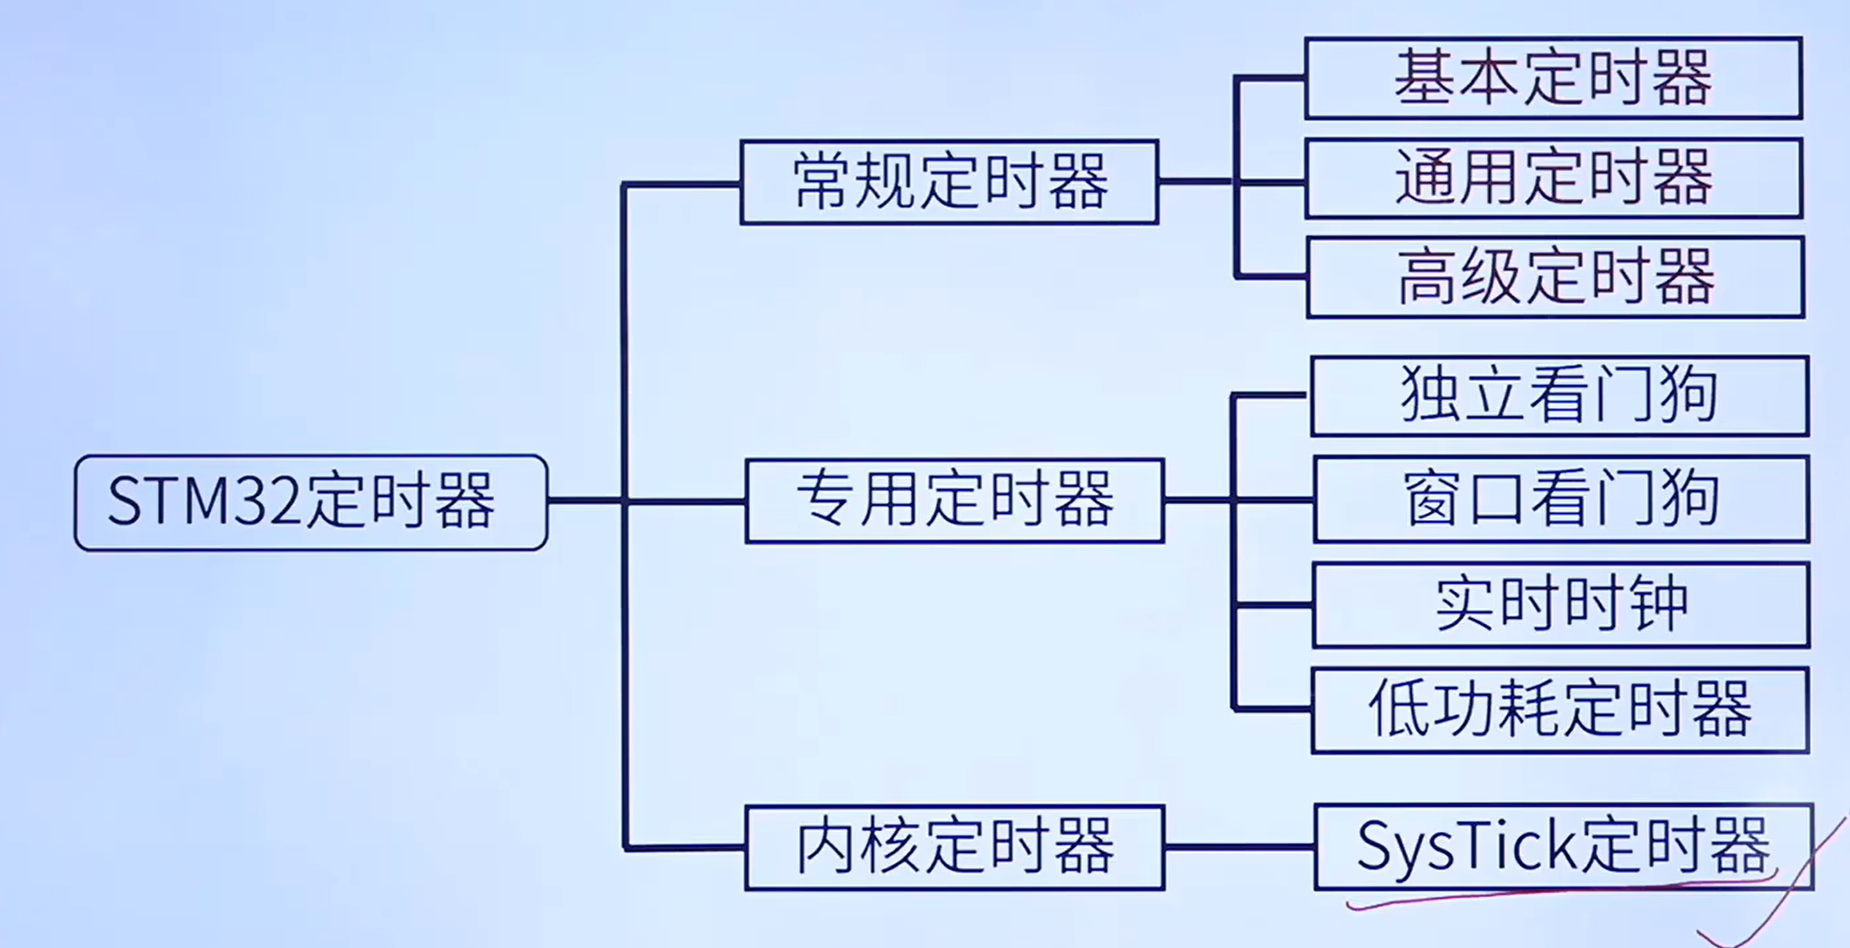 STM32定时器
常规定时器
基本定时器
通用定时器
高级定时器
专用定时器
独立看门狗
窗口看门狗
实时时钟
低功耗定时器
内核定时器
SysTick定时器